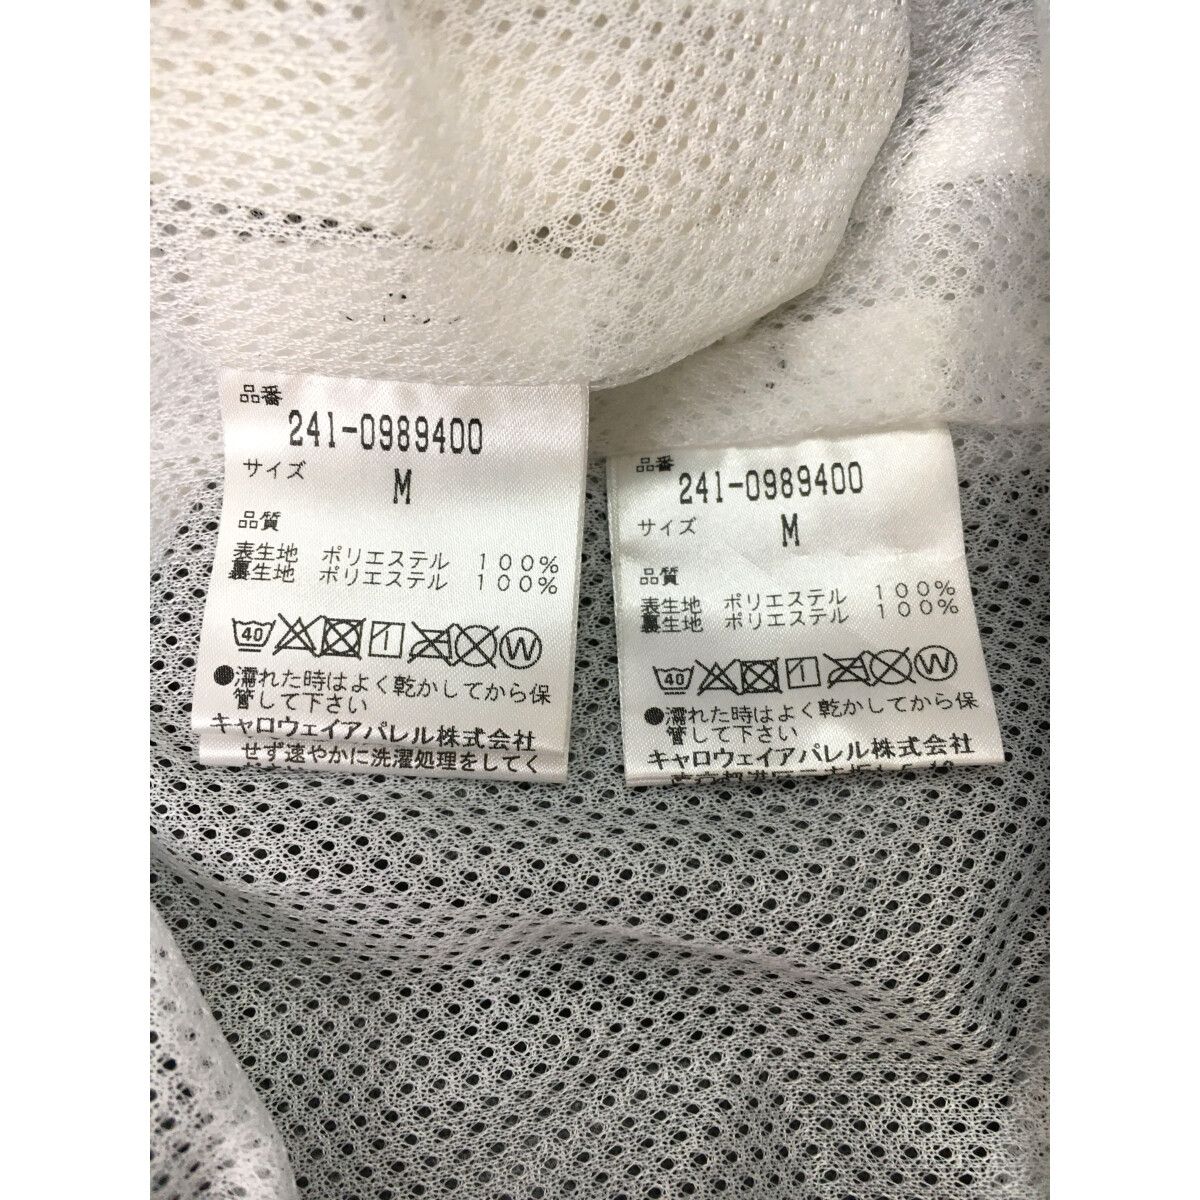 品番
241-0989400
サイズ
M
品質
表生地 ポリエステル 100%
裏生地 ポリエステル 100%
40 W
●濡れた時はよく乾かしてから保
管して下さい
キャロウェイアパレル株式会社
せず速やかに洗濯処理をしてく
品番
241-0989400
サイズ
M
品質
表生地 ポリエステル 100%
裏生地 ポリエステル 100%
40 W
●濡れた時はよく乾かしてから保
管して下さい
キャロウェイアパレル株式会社